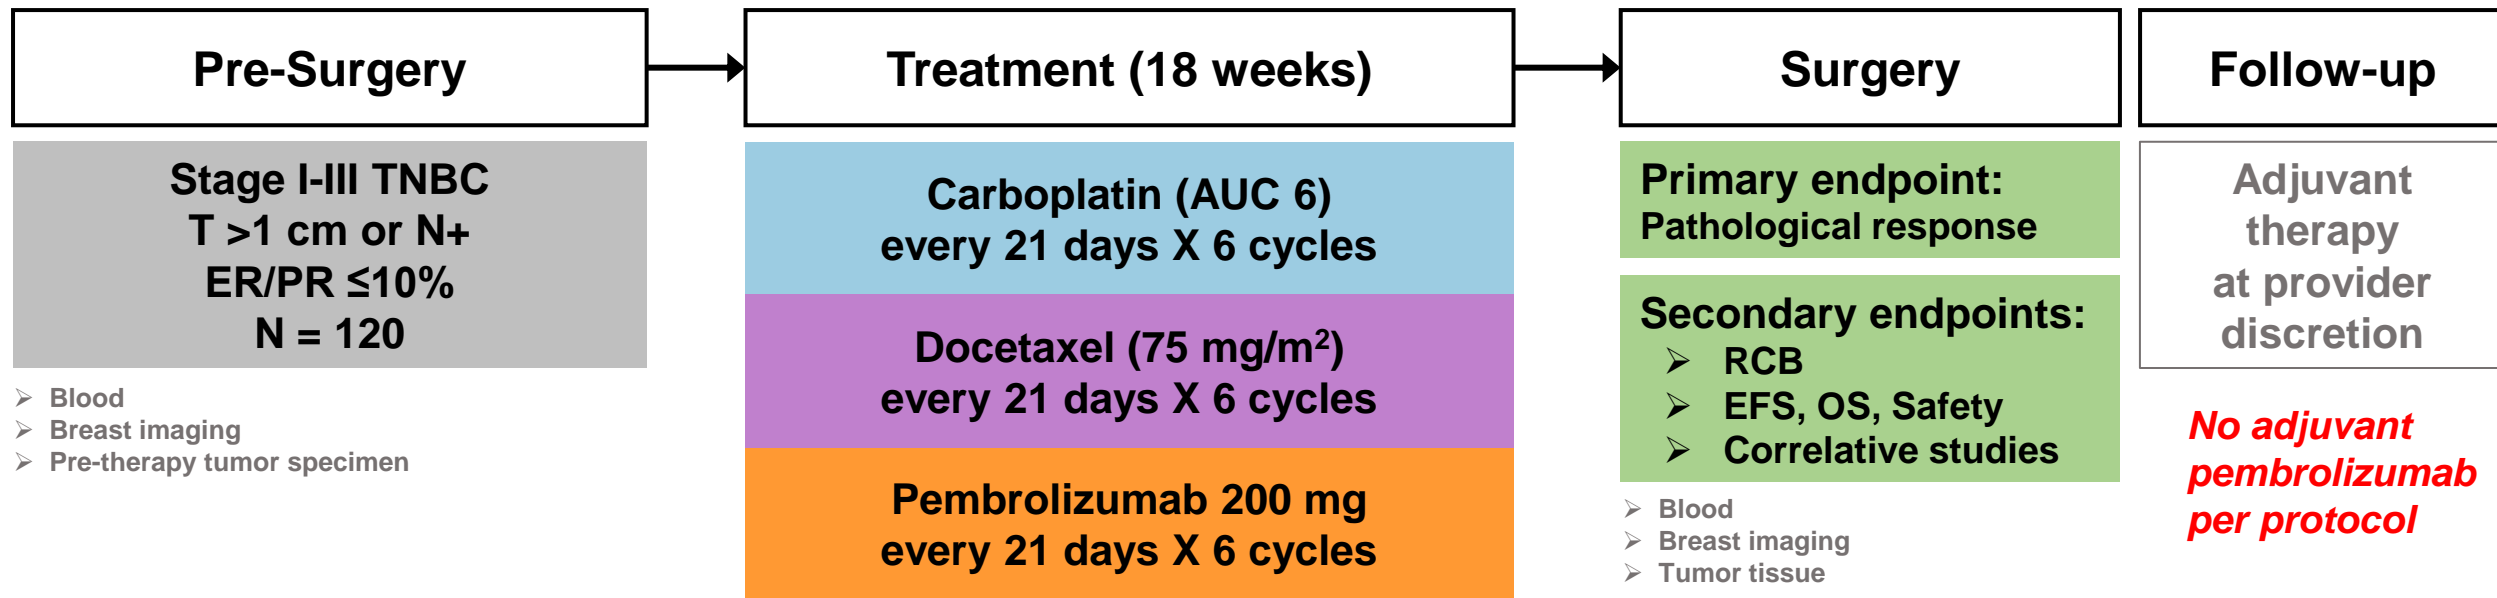 Pre-Surgery
Treatment (18 weeks)
Surgery
Follow-up
Stage I-III TNBC
T >1 cm or N+
ER/PR ≤10%
N = 120
➢ Blood
➢ Breast imaging
➢ Pre-therapy tumor specimen
Carboplatin (AUC 6)
every 21 days X 6 cycles
Docetaxel (75 mg/m²)
every 21 days X 6 cycles
Pembrolizumab 200 mg
every 21 days X 6 cycles
Primary endpoint:
Pathological response
Secondary endpoints:
➢ RCB
➢ EFS, OS, Safety
➢ Correlative studies
➢ Blood
➢ Breast imaging
➢ Tumor tissue
Adjuvant
therapy
at provider
discretion
No adjuvant
pembrolizumab
per protocol